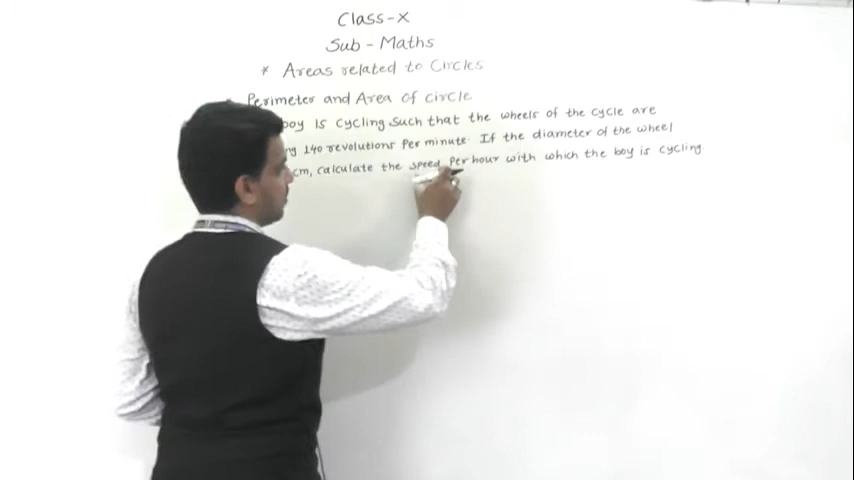 Class-X
Sub - Maths
* Areas related to Circles
Perimeter and Area of circle
boy is cycling such that the wheels of the cycle are
140 revolutions Per minute. If the diameter of the wheel
cm, calculate the speed Per hour with which the boy is cycling.